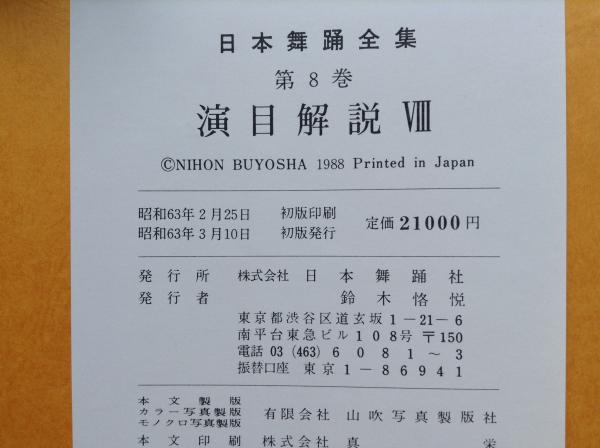 日本舞踊全集
第8巻
演目解説 Ⅷ
©NIHON BUYOSHA 1988 Printed in Japan
昭和63年2月25日 初版印刷
昭和63年3月10日 初版発行
定価 21000円
発行所 株式会社 日本舞踊社
発行者 鈴木恪悦
東京都渋谷区道玄坂1-21-6
南平台東急ビル108号 〒150
電話 03 (463) 6081~3
振替口座 東京1-86941
本文製版
カラー写真製版
モノクロ写真製版
有限会社 山吹写真製版社
本文印刷 株式会社 真 栄